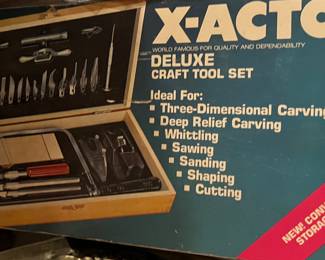 X-ACTO
WORLD FAMOUS FOR QUALITY AND DEPENDABILITY
DELUXE
CRAFT TOOL SET
Ideal For:
• Three-Dimensional Carving
• Deep Relief Carving
• Whittling
• Sawing
• Sanding
• Shaping
• Cutting
NEW!